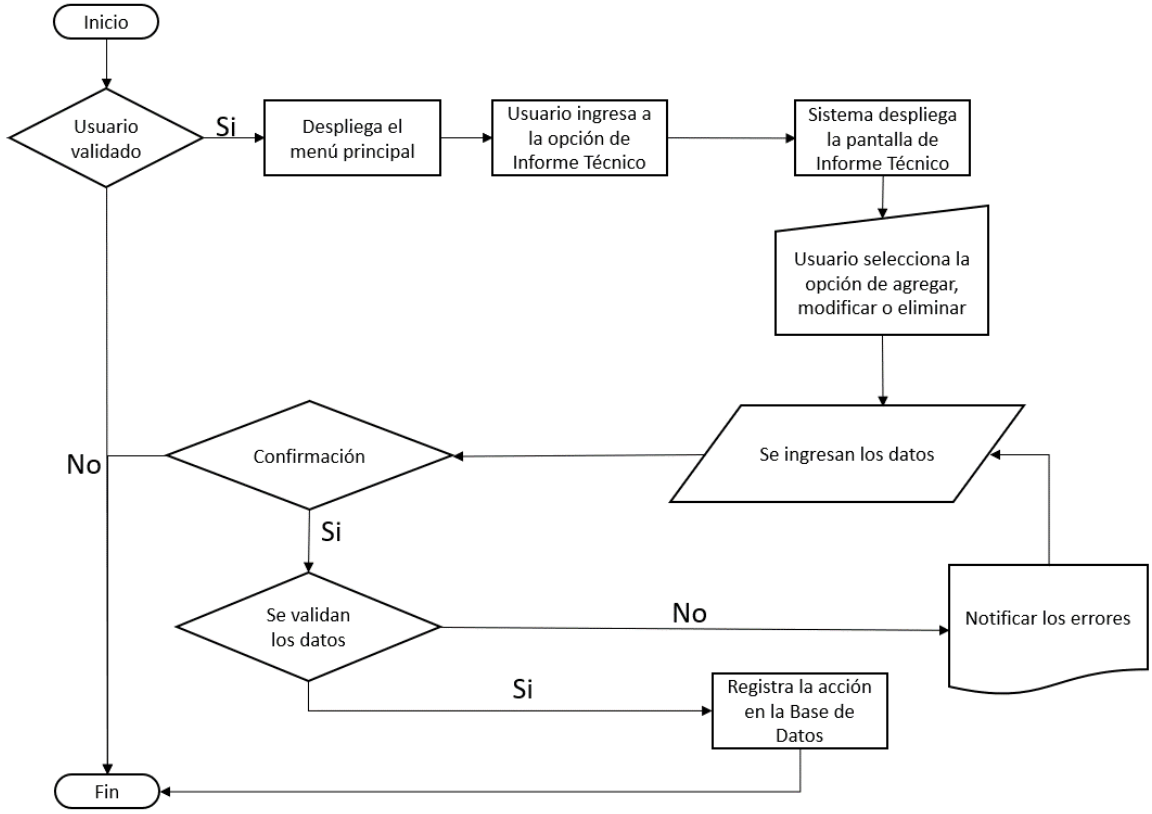 Inicio
Usuario
validado
Si
Despliega el
menú principal
Usuario ingresa a
la opción de
Informe Técnico
Sistema despliega
la pantalla de
Informe Técnico
Usuario selecciona la
opción de agregar,
modificar o eliminar
Se ingresan los datos
Confirmación
No
Si
Se validan
los datos
No
Notificar los errores
Si
Registra la acción
en la Base de
Datos
Fin